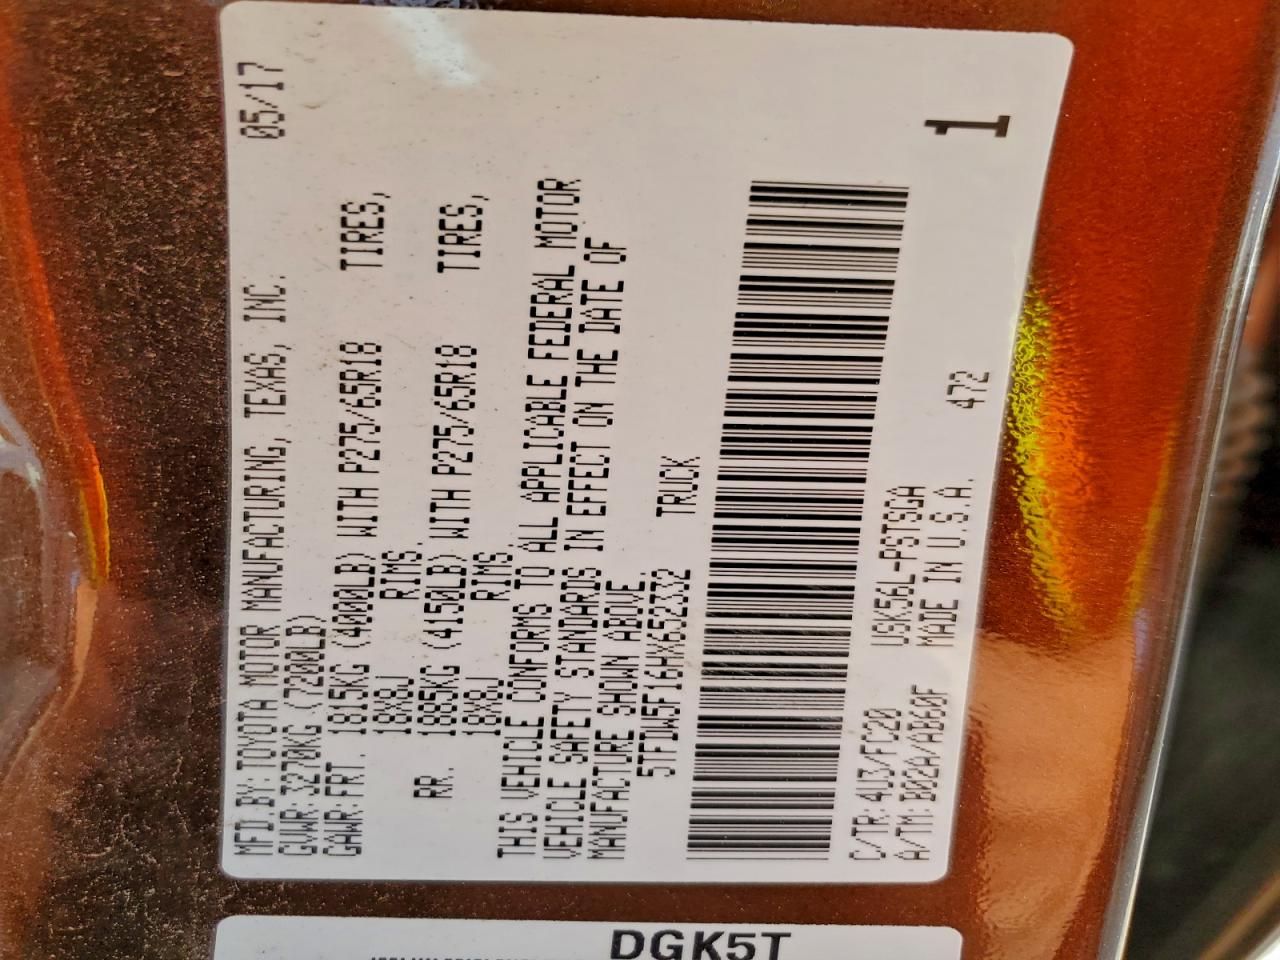 MFD.BY: TOYOTA MOTOR MANUFACTURING, TEXAS, INC. 05/17
GVWR: 3270KG (7200LB)
GAWR: FRT. 1815KG (4000LB) WITH P275/65R18 TIRES,
18X8J RIMS,
RR. 1885KG (4150LB) WITH P275/65R18 TIRES,
18X8J RIMS
THIS VEHICLE CONFORMS TO ALL APPLICABLE FEDERAL MOTOR
VEHICLE SAFETY STANDARDS IN EFFECT ON THE DATE OF
MANUFACTURE SHOWN ABOVE.
5TFDW5F16HX652232 TRUCK
C/TR: 4U3/FC20 USK56L-PSTSGA
A/TM: B02A/AB60F MADE IN U.S.A. 472
1
DGK5T